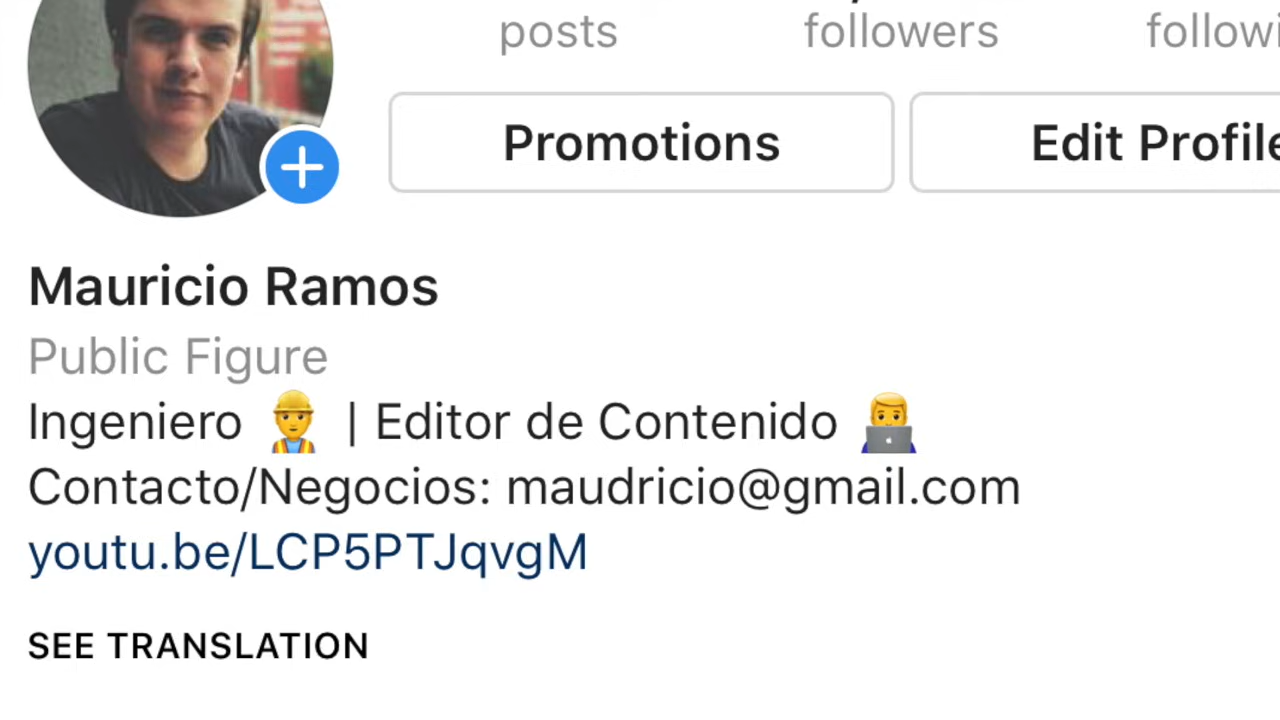 posts followers
Promotions Edit Profile
Mauricio Ramos
Public Figure
Ingeniero 👷 | Editor de Contenido 👨‍💻
Contacto/Negocios: maudricio@gmail.com
youtu.be/LCP5PTJqvgM
SEE TRANSLATION